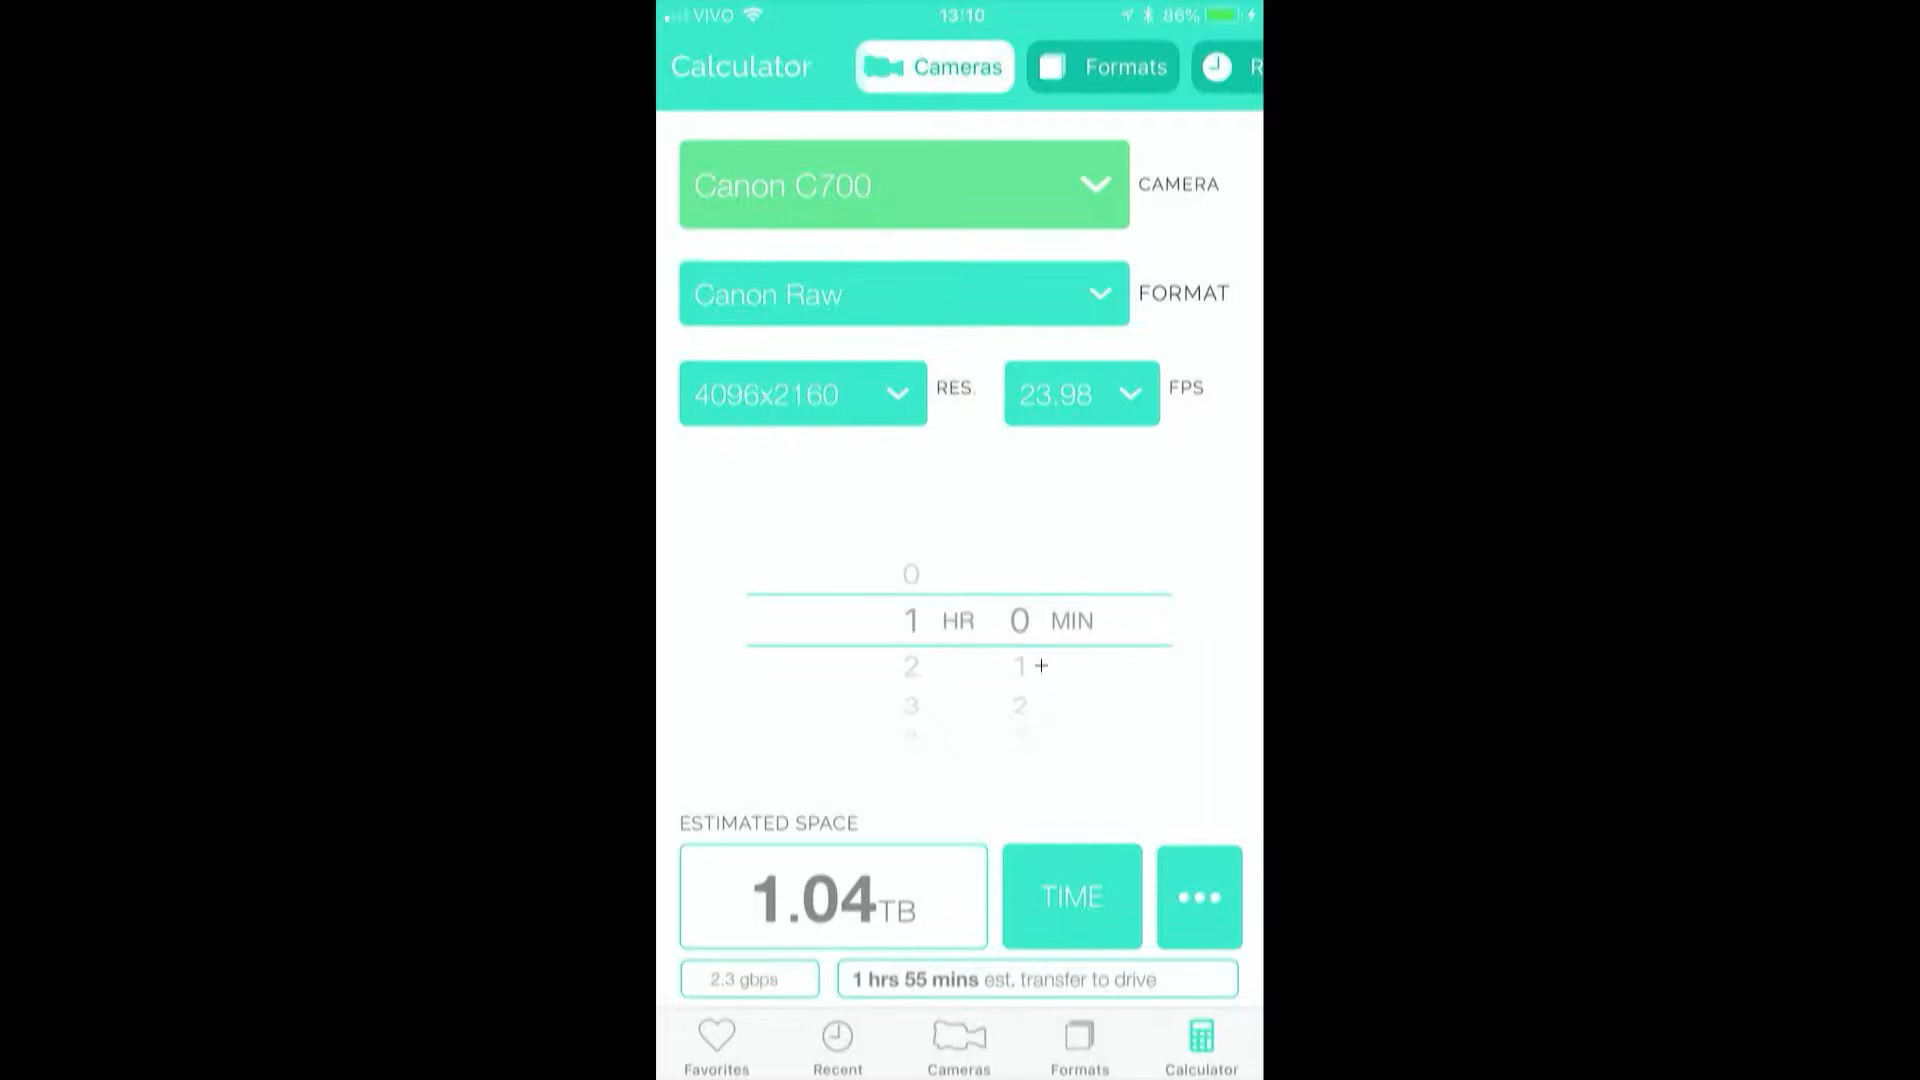 VIVO 13:10 86%
Calculator Cameras Formats R
Canon C700 CAMERA
Canon Raw FORMAT
4096x2160 RES. 23.98 FPS
0
1 HR 0 MIN
2 1
3 2
ESTIMATED SPACE
1.04TB TIME
2.3 gbps 1 hrs 55 mins est. transfer to drive
Favorites Recent Cameras Formats Calculator